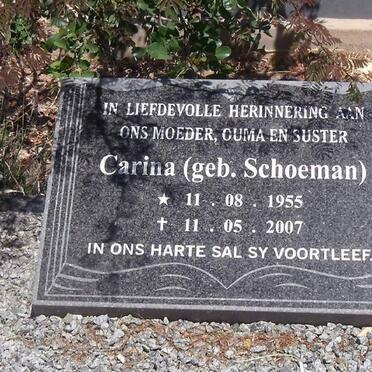 IN LIEFDEVOLLE HERINNERING AAN
ONS MOEDER, OUMA EN SUSTER
Carina (geb. Schoeman)
★ 11 . 08 . 1955
✝ 11 . 05 . 2007
IN ONS HARTE SAL SY VOORTLEEF.